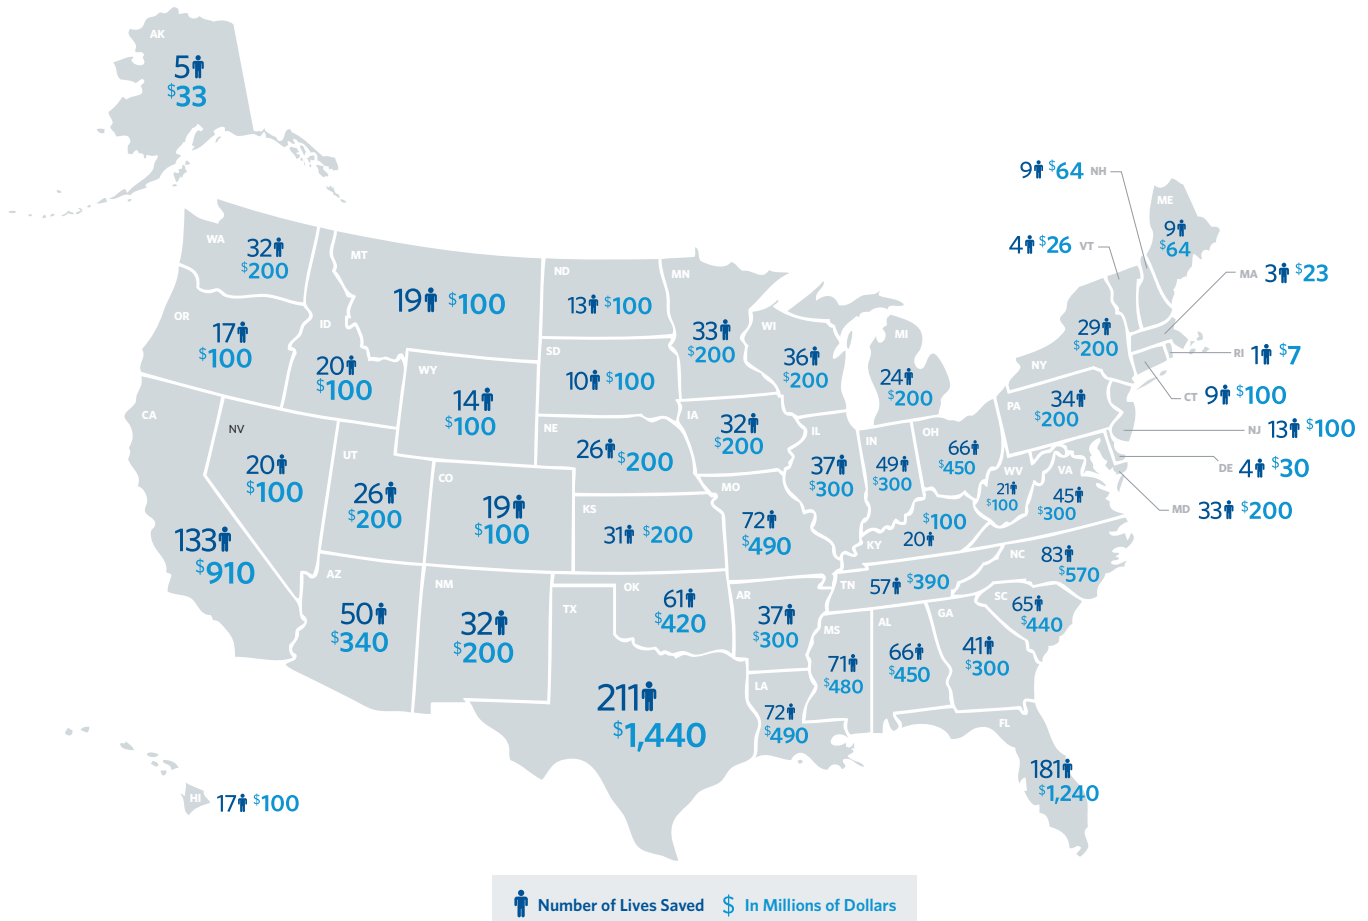 AK
5
$33
9 $64 NH
ME
9
$64
4 $26 VT
WA
32
$200
MT
19 $100
ND
13 $100
MN
33
$200
MA 3 $23
OR
17
$100
ID
20
$100
WI
36
$200
MI
24
$200
NY
29
$200
RI 1 $7
SD
10 $100
WY
14
$100
CT 9 $100
PA
34
$200
NJ 13 $100
CA
133
$910
NV
20
$100
UT
26
$200
CO
19
$100
NE
26 $200
IA
32
$200
IL
37
$300
IN
49
$300
OH
66
$450
WV
21
$100
VA
45
$300
DE 4 $30
MD 33 $200
KS
31 $200
MO
72
$490
KY
$100
20
NC
83
$570
TN 57 $390
AZ
50
$340
NM
32
$200
TX
211
$1,440
OK
61
$420
AR
37
$300
MS
71
$480
AL
66
$450
GA
41
$300
SC
65
$440
LA
72
$490
FL
181
$1,240
HI 17 $100
Number of Lives Saved $ In Millions of Dollars